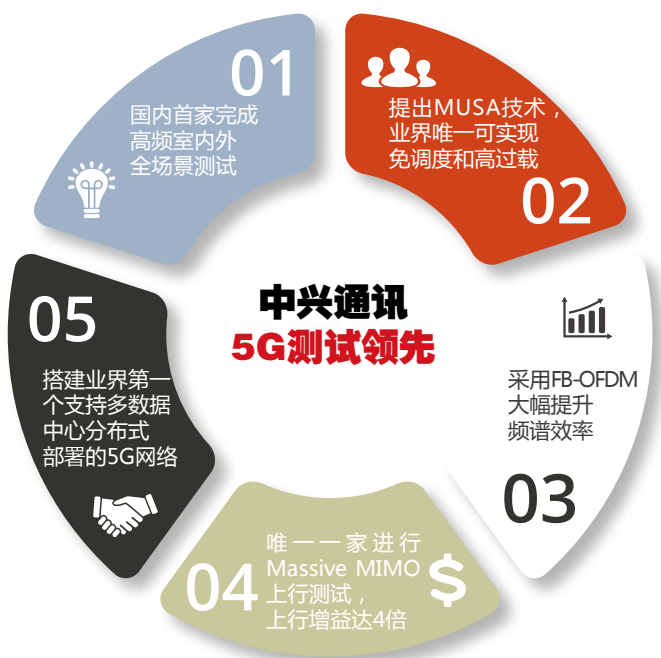 01
国内首家完成
高频室内外
全场景测试
提出MUSA技术，
业界唯一可实现
免调度和高过载
02
中兴通讯
5G测试领先
采用FB-OFDM
大幅提升
频谱效率
03
唯一一家进行
Massive MIMO
上行测试，
上行增益达4倍
04
$
05
搭建业界第一
个支持多数据
中心分布式
部署的5G网络